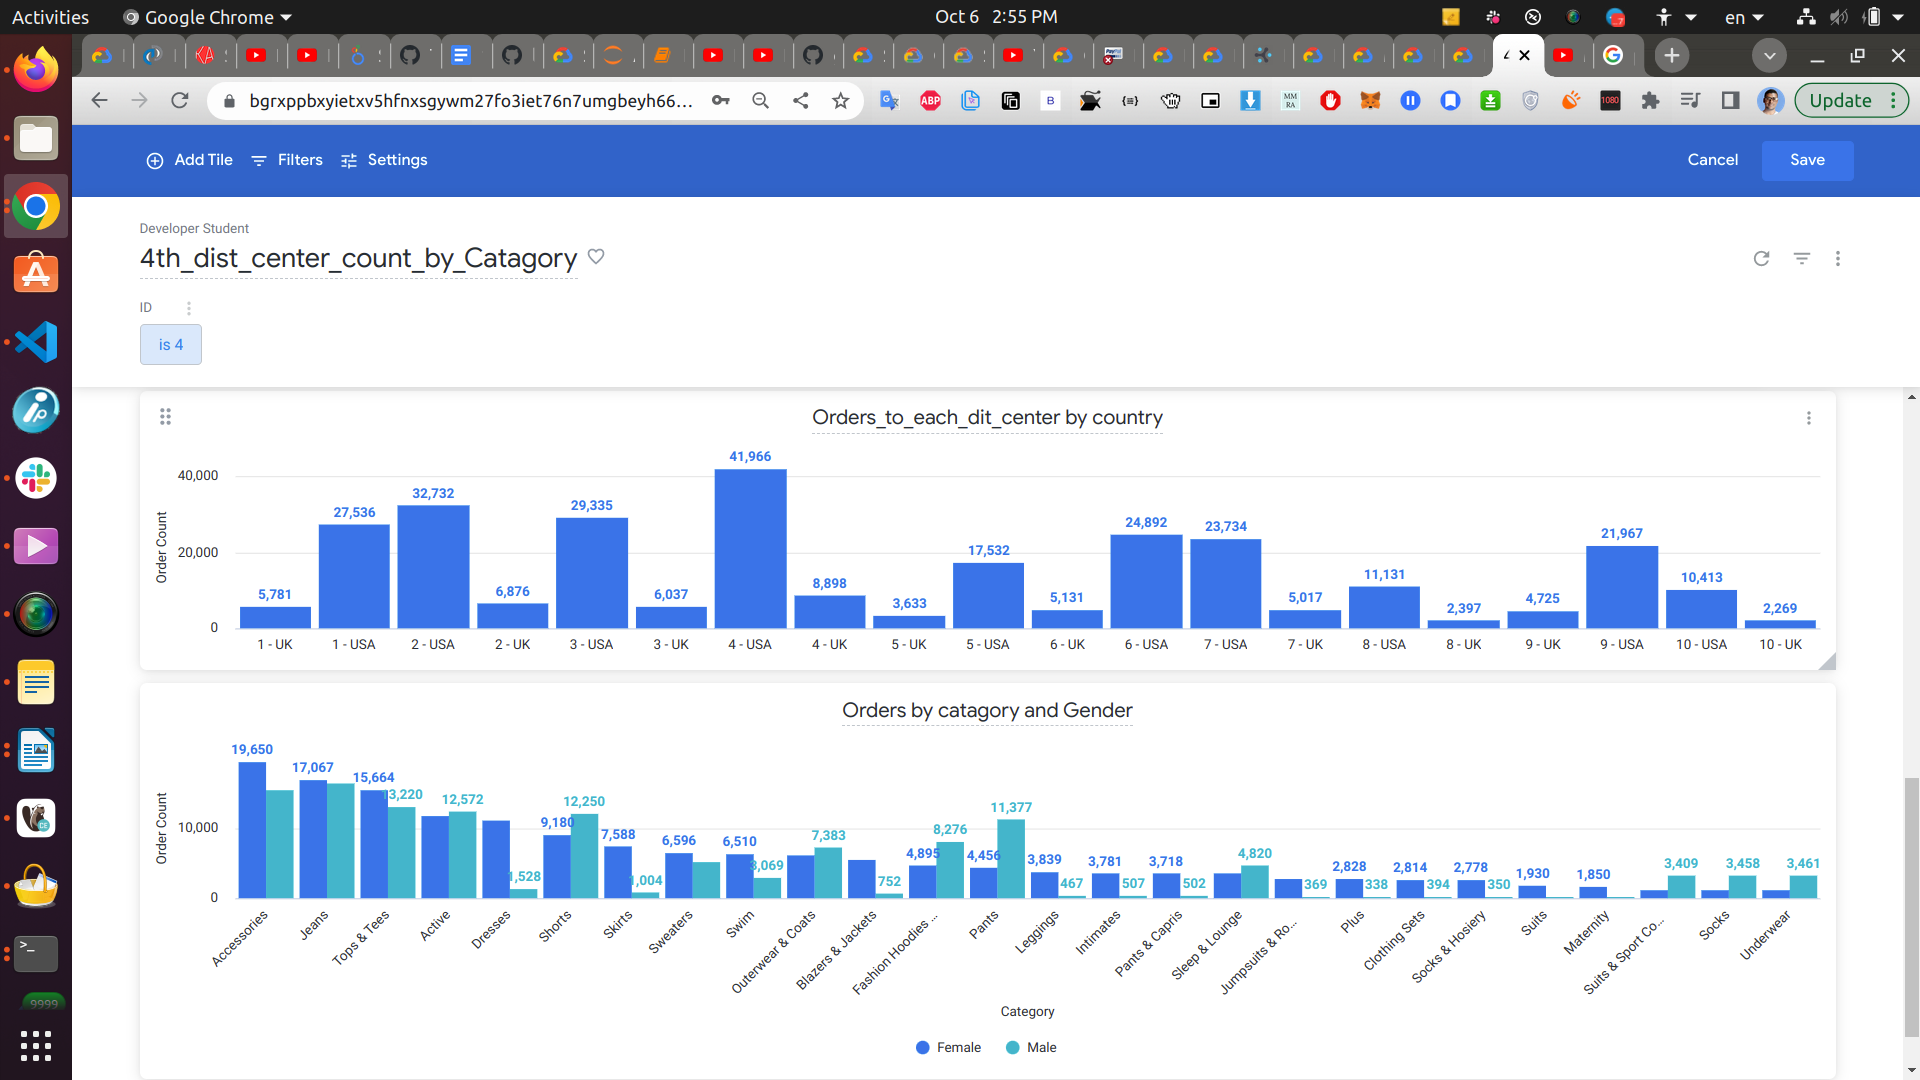 Activities Google Chrome Oct 6 2:55 PM en
bgrxppbxyietxv5hfnxsgywm27fo3iet76n7umgbeyh66... Update
Add Tile Filters Settings Cancel Save
Developer Student
4th_dist_center_count_by_Catagory
ID
is 4
Orders_to_each_dit_center by country
Order Count
40,000
20,000
0
5,781 27,536 32,732 6,876 29,335 6,037 41,966 8,898 3,633 17,532 5,131 24,892 23,734 5,017 11,131 2,397 4,725 21,967 10,413 2,269
1 - UK 1 - USA 2 - USA 2 - UK 3 - USA 3 - UK 4 - USA 4 - UK 5 - UK 5 - USA 6 - UK 6 - USA 7 - USA 7 - UK 8 - USA 8 - UK 9 - UK 9 - USA 10 - USA 10 - UK
Orders by catagory and Gender
Order Count
10,000
0
19,650 17,067 15,664 13,220 12,572 1,528 9,180 12,250 7,588 1,004 6,596 6,510 3,069 7,383 752 4,895 8,276 4,456 11,377 3,839 467 3,781 507 3,718 502 4,820 369 2,828 338 2,814 394 2,778 350 1,930 1,850 3,409 3,458 3,461
Accessories Jeans Tops & Tees Active Dresses Shorts Skirts Sweaters Swim Outerwear & Coats Blazers & Jackets Fashion Hoodies ... Pants Leggings Intimates Pants & Capris Sleep & Lounge Jumpsuits & Ro... Plus Clothing Sets Socks & Hosiery Suits Maternity Suits & Sport Co... Socks Underwear
Category
Female Male
9999